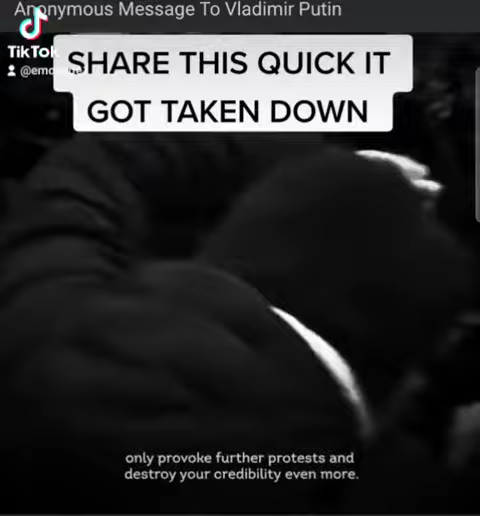 Anonymous Message To Vladimir Putin
TikTok
SHARE THIS QUICK IT
GOT TAKEN DOWN
only provoke further protests and
destroy your credibility even more.